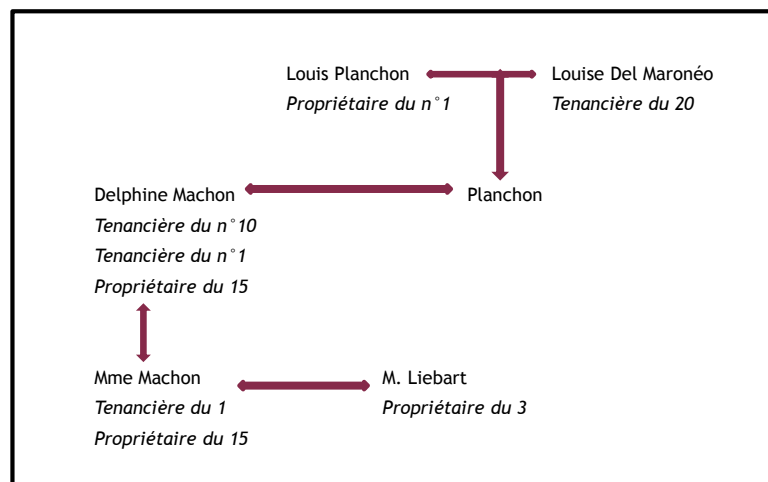 Louis Planchon
Propriétaire du n°1
Louise Del Maronéo
Tenancière du 20
Delphine Machon
Tenancière du n°10
Tenancière du n°1
Propriétaire du 15
Planchon
Mme Machon
Tenancière du 1
Propriétaire du 15
M. Liebart
Propriétaire du 3